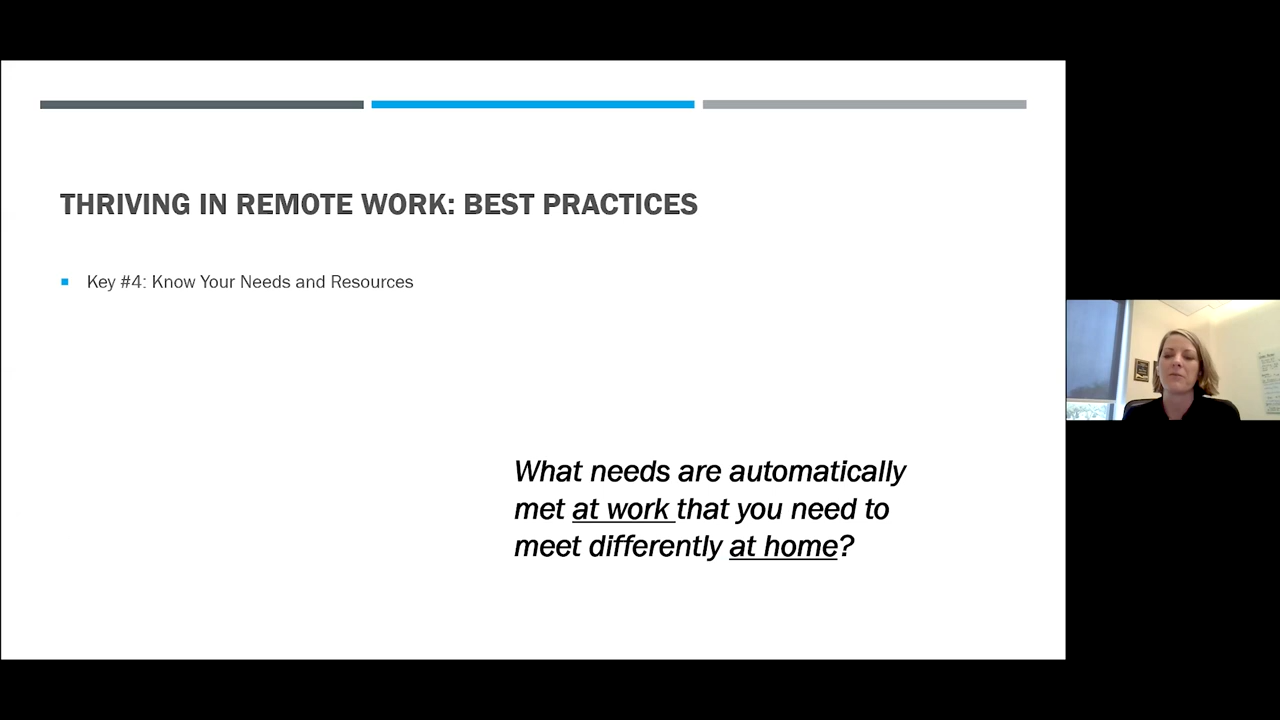 THRIVING IN REMOTE WORK: BEST PRACTICES
Key #4: Know Your Needs and Resources
What needs are automatically
met at work that you need to
meet differently at home?